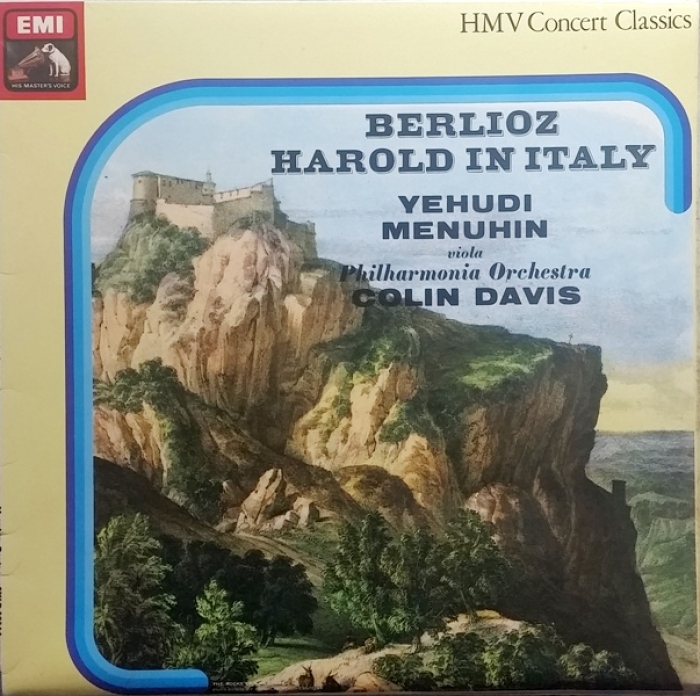 EMI
HIS MASTER'S VOICE
HMV Concert Classics
BERLIOZ
HAROLD IN ITALY
YEHUDI
MENUHIN
viola
Philharmonia Orchestra
COLIN DAVIS